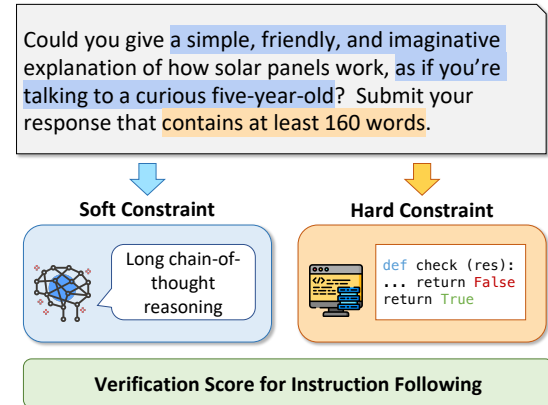 Could you give a simple, friendly, and imaginative
explanation of how solar panels work, as if you're
talking to a curious five-year-old? Submit your
response that contains at least 160 words.
Soft Constraint
Hard Constraint
Long chain-of-
thought
reasoning
</>
def check (res):
... return False
return True
Verification Score for Instruction Following